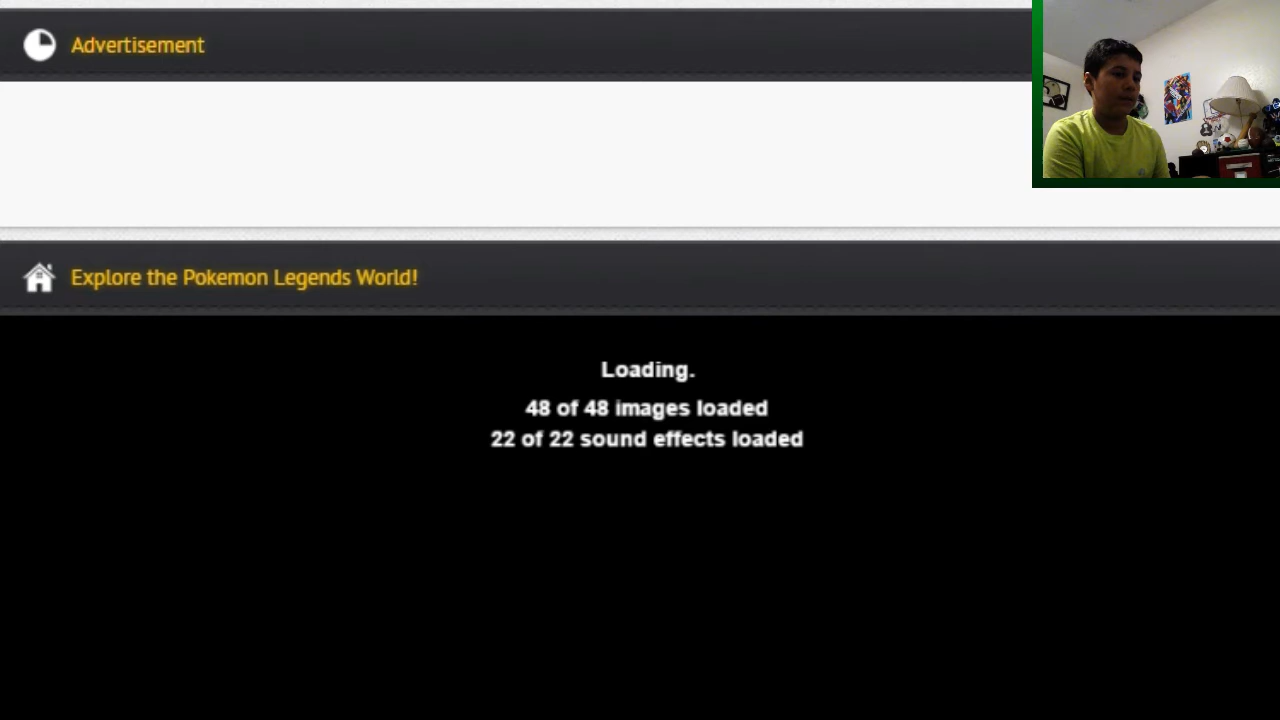 Advertisement
Explore the Pokemon Legends World!
Loading.
48 of 48 images loaded
22 of 22 sound effects loaded